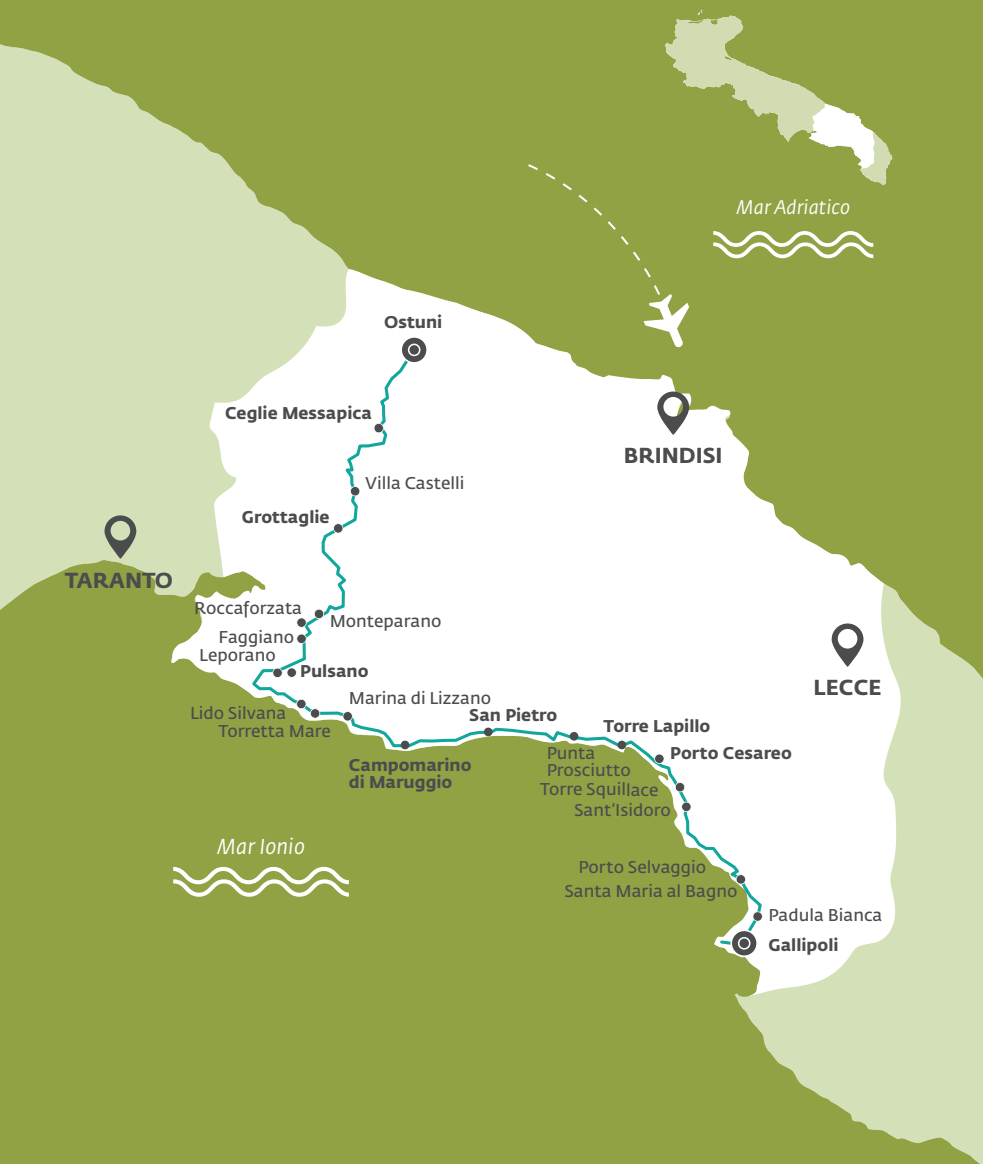 Mar Adriatico
Ostuni
Ceglie Messapica
BRINDISI
Villa Castelli
Grottaglie
TARANTO
Roccaforzata
Monteparano
Faggiano
Leporano
Pulsano
LECCE
Marina di Lizzano
Lido Silvana
San Pietro
Torretta Mare
Torre Lapillo
Punta
Prosciutto
Porto Cesareo
Campomarino
di Maruggio
Torre Squillace
Sant'Isidoro
Mar Ionio
Porto Selvaggio
Santa Maria al Bagno
Padula Bianca
Gallipoli